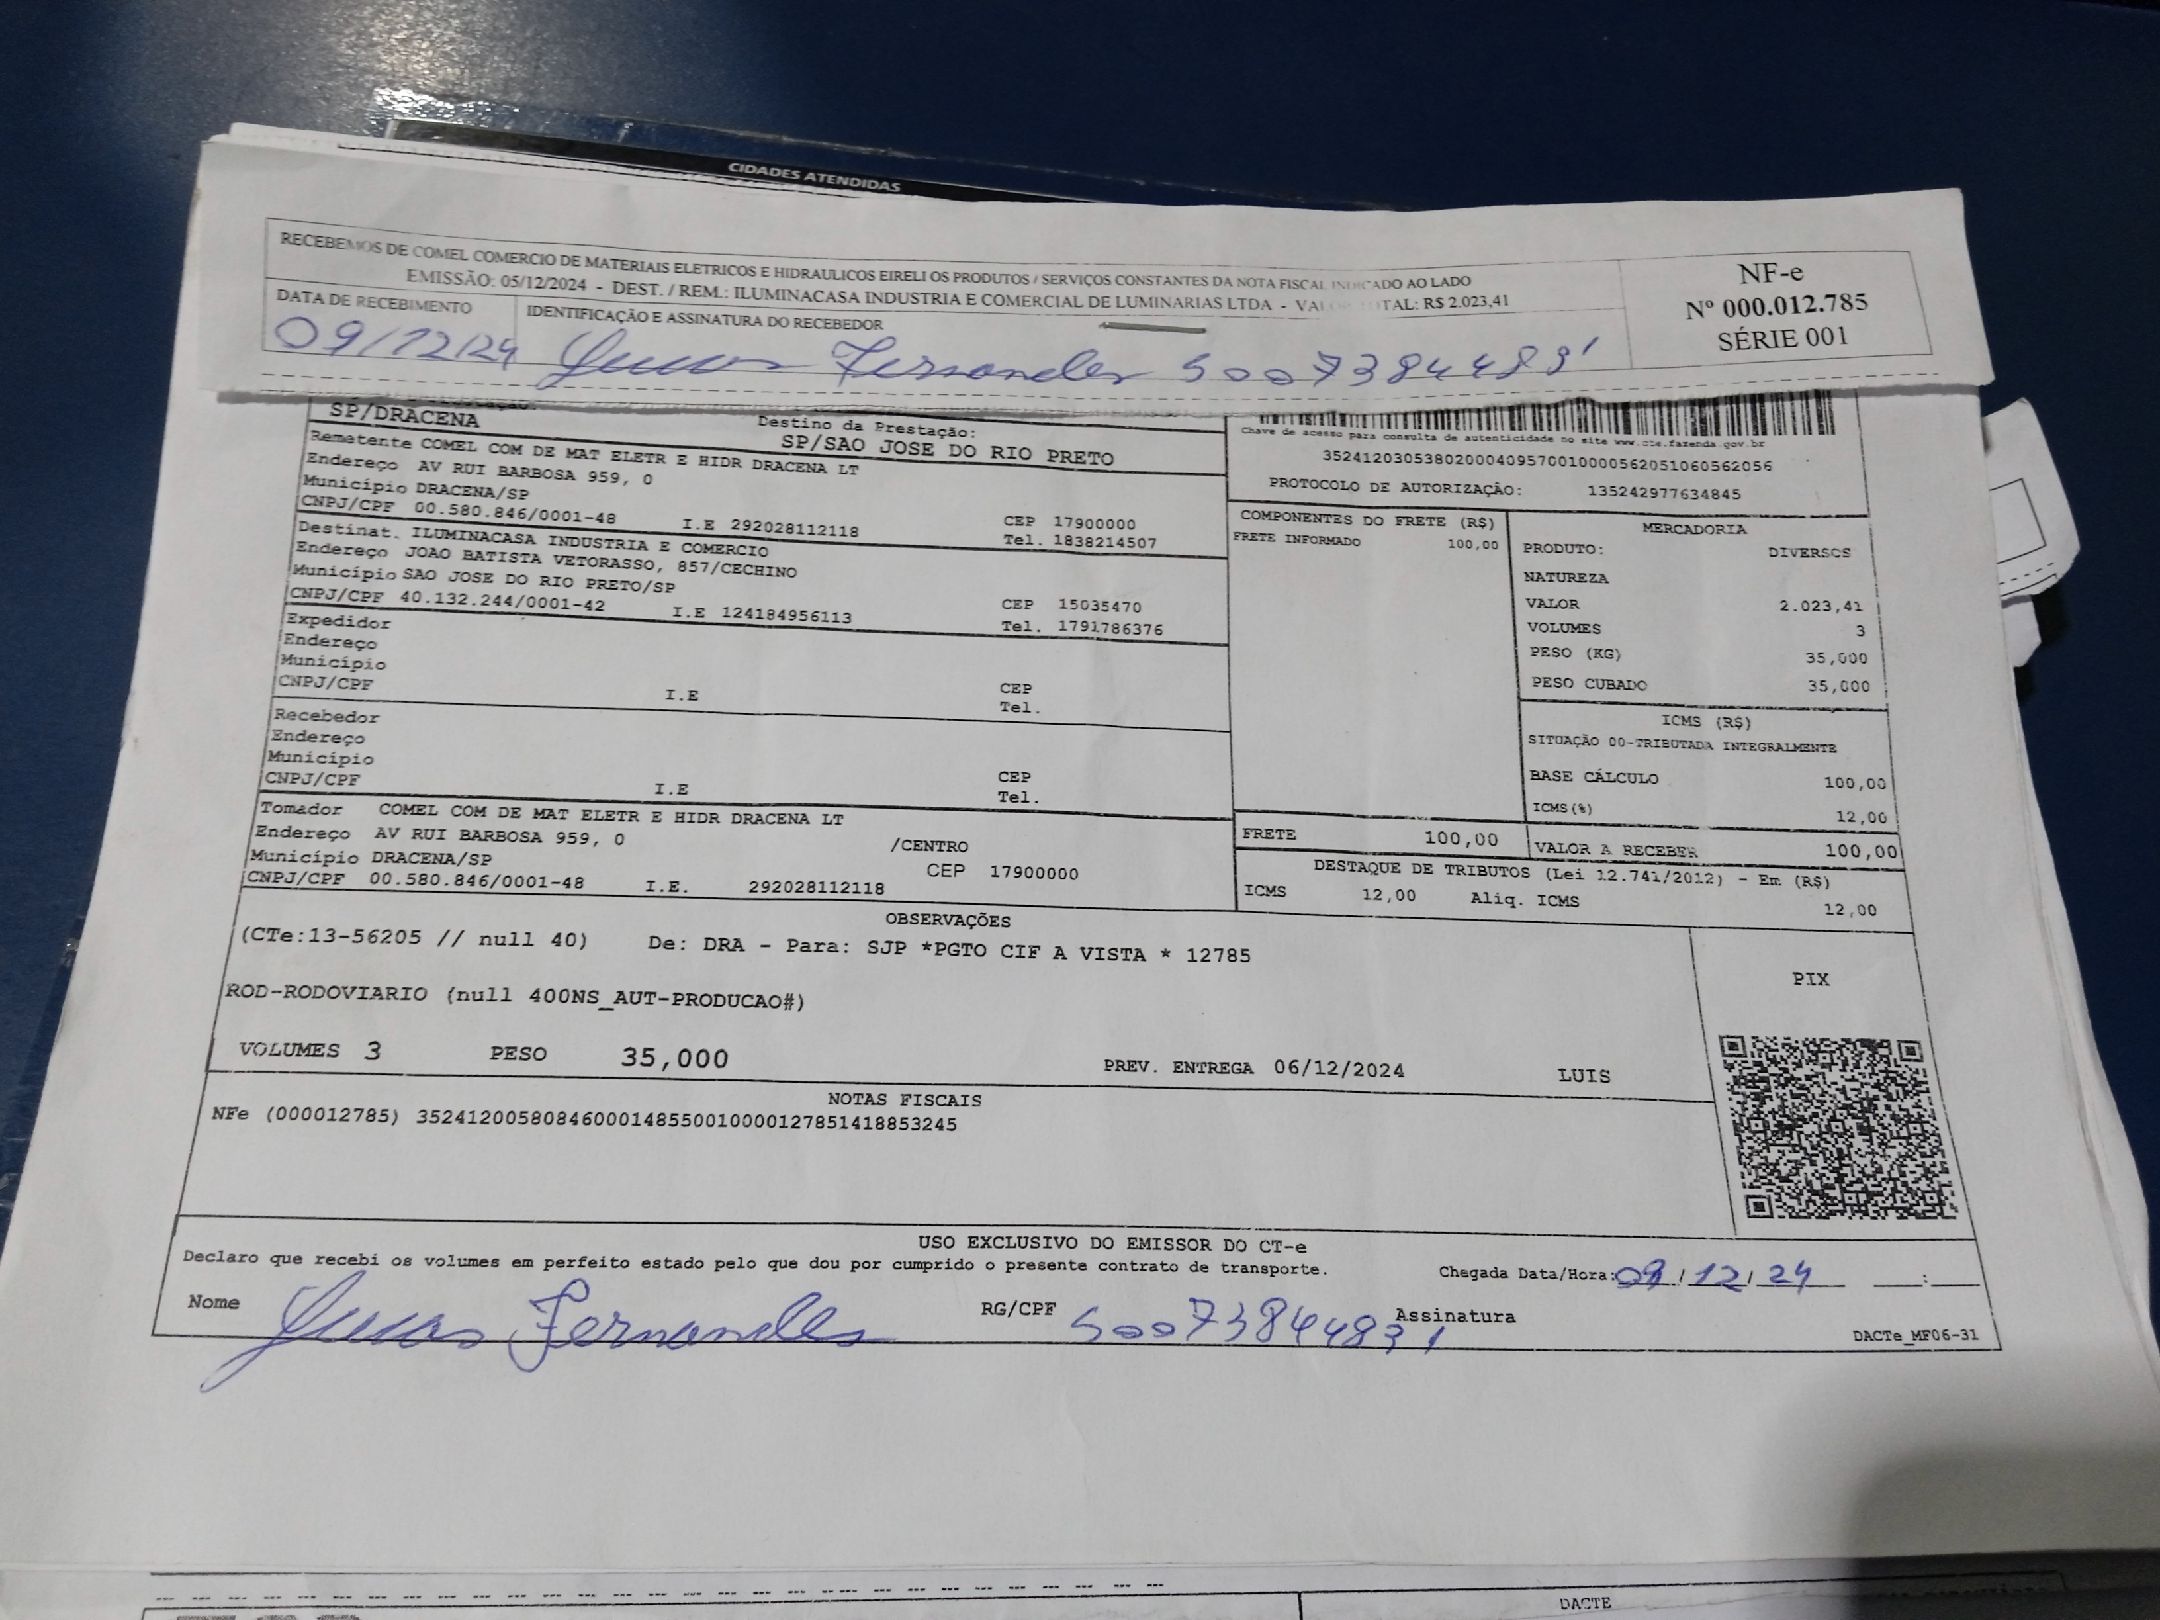 CIDADES ATENDIDAS
RECEBEMOS DE COMEL COMERCIO DE MATERIAIS ELETRICOS E HIDRAULICOS EIRELI OS PRODUTOS / SERVIÇOS CONSTANTES DA NOTA FISCAL INDICADO AO LADO
EMISSÃO: 05/12/2024 - DEST. / REM.: ILUMINACASA INDUSTRIA E COMERCIAL DE LUMINARIAS LTDA - VALOR TOTAL: R$ 2.023,41
DATA DE RECEBIMENTO
IDENTIFICAÇÃO E ASSINATURA DO RECEBEDOR
09/12/24 Lucas Fernandes
NF-e
Nº 000.012.785
SÉRIE 001
SP/DRACENA
Destino da Prestação:
SP/SAO JOSE DO RIO PRETO
Remetente COMEL COM DE MAT ELETR E HIDR DRACENA LT
Endereço AV RUI BARBOSA 959, 0
Município DRACENA/SP CEP 17900000
CNPJ/CPF 00.580.846/0001-48 I.E 292028112118 Tel. 1838214507
Destinat. ILUMINACASA INDUSTRIA E COMERCIO
Endereço JOAO BATISTA VETORASSO, 857/CECHINO
Município SAO JOSE DO RIO PRETO/SP CEP 15035470
CNPJ/CPF 40.132.244/0001-42 I.E 124184956113 Tel. 1791786376
Expedidor
Endereço
Município CEP
CNPJ/CPF I.E Tel.
Recebedor
Endereço
Município CEP
CNPJ/CPF I.E Tel.
Tomador COMEL COM DE MAT ELETR E HIDR DRACENA LT
Endereço AV RUI BARBOSA 959, 0 /CENTRO
Município DRACENA/SP CEP 17900000
CNPJ/CPF 00.580.846/0001-48 I.E. 292028112118
Chave de acesso para consulta de autenticidade no site www.cte.fazenda.gov.br
35241203053802000409570010000562051060562056
PROTOCOLO DE AUTORIZAÇÃO: 135242977634845
COMPONENTES DO FRETE (R$)
FRETE INFORMADO 100,00
MERCADORIA
PRODUTO: DIVERSOS
NATUREZA
VALOR 2.023,41
VOLUMES 3
PESO (KG) 35,000
PESO CUBADO 35,000
ICMS (R$)
SITUAÇÃO 00-TRIBUTADA INTEGRALMENTE
BASE CÁLCULO 100,00
ICMS(%) 12,00
FRETE 100,00 VALOR A RECEBER 100,00
DESTAQUE DE TRIBUTOS (Lei 12.741/2012) - Em (R$)
ICMS 12,00 Aliq. ICMS 12,00
OBSERVAÇÕES
(CTe:13-56205 // null 40) De: DRA - Para: SJP *PGTO CIF A VISTA * 12785
ROD-RODOVIARIO (null 400NS_AUT-PRODUCAO#)
VOLUMES 3 PESO 35,000 PREV. ENTREGA 06/12/2024 LUIS
PIX
NOTAS FISCAIS
NFe (000012785) 35241200580846000148550010000127851418853245
USO EXCLUSIVO DO EMISSOR DO CT-e
Declaro que recebi os volumes em perfeito estado pelo que dou por cumprido o presente contrato de transporte.
Chegada Data/Hora: 09/12/24 __:__
Nome Lucas Fernandes RG/CPF 50073844831 Assinatura
DACTe_MF06-31
DACTE